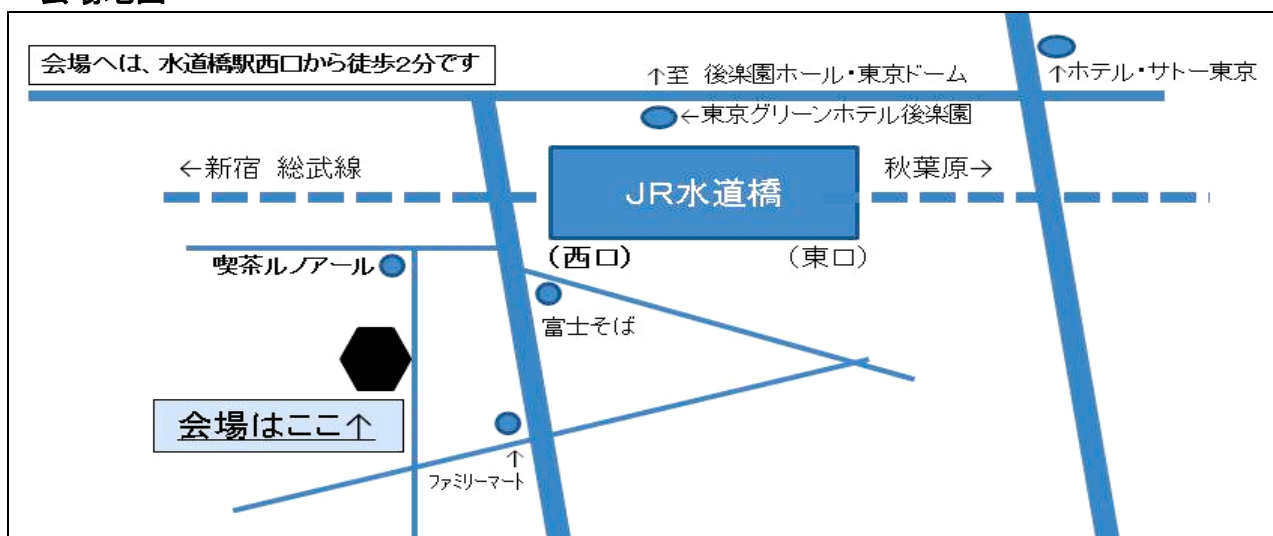 会場地図
会場へは、水道橋駅西口から徒歩2分です
↑至 後楽園ホール・東京ドーム
↑ホテル・サトー東京
←東京グリーンホテル後楽園
←新宿 総武線
JR水道橋
秋葉原→
(西口)
(東口)
喫茶ルノアール
富士そば
会場はここ↑
↑
ファミリーマート